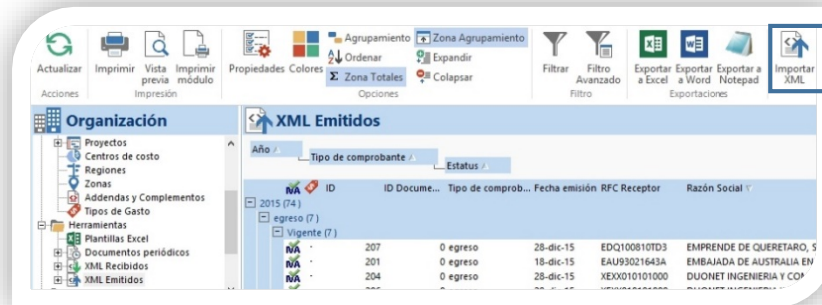 Actualizar
Acciones
Imprimir
Vista previa
Imprimir módulo
Impresión
Propiedades
Colores
Agrupamiento
Ordenar
Σ Zona Totales
Zona Agrupamiento
Expandir
Colapsar
Opciones
Filtrar
Filtro Avanzado
Filtro
Exportar a Excel
Exportar a Word
Exportar a Notepad
Exportaciones
Importar XML
Organización
Proyectos
Centros de costo
Regiones
Zonas
Addendas y Complementos
Tipos de Gasto
Herramientas
Plantillas Excel
Documentos periódicos
XML Recibidos
XML Emitidos
XML Emitidos
Año
Tipo de comprobante
Estatus
ID ID Docume... Tipo de comprob... Fecha emisión RFC Receptor Razón Social
2015 (74)
egreso (7)
Vigente (7)
207 0 egreso 28-dic-15 EDQ100810TD3 EMPRENDE DE QUERETARO, S
201 0 egreso 18-dic-15 EAU93021643A EMBAJADA DE AUSTRALIA EN
204 0 egreso 28-dic-15 XEXX010101000 DUONET INGENIERIA Y COM